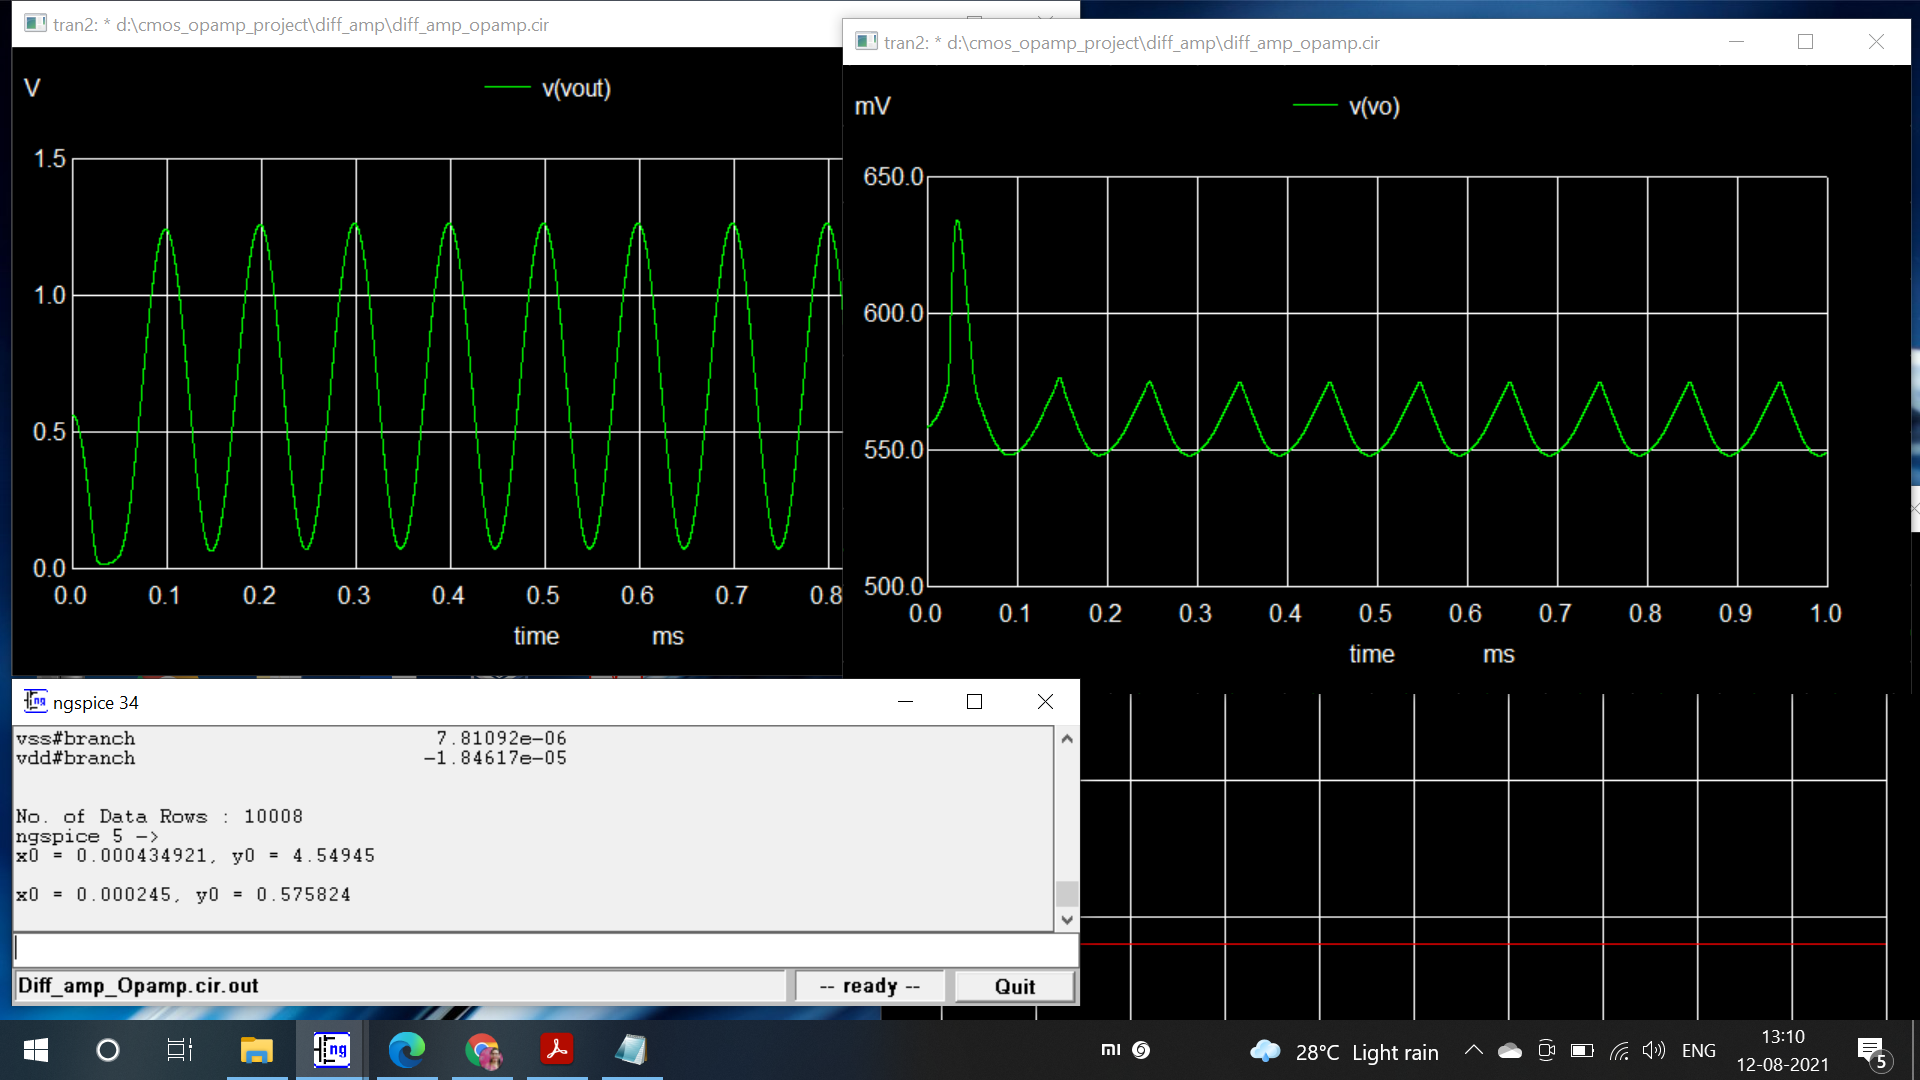 tran2: * d:\cmos_opamp_project\diff_amp\diff_amp_opamp.cir
V
v(vout)
1.5
1.0
0.5
0.0
0.0 0.1 0.2 0.3 0.4 0.5 0.6 0.7 0.8
time ms
tran2: * d:\cmos_opamp_project\diff_amp\diff_amp_opamp.cir
mV
v(vo)
650.0
600.0
550.0
500.0
0.0 0.1 0.2 0.3 0.4 0.5 0.6 0.7 0.8 0.9 1.0
time ms
ngspice 34
vss#branch 7.81092e-06
vdd#branch -1.84617e-05
No. of Data Rows : 10008
ngspice 5 ->
x0 = 0.000434921, y0 = 4.54945
x0 = 0.000245, y0 = 0.575824
Diff_amp_Opamp.cir.out
-- ready --
Quit
ng
mi
28°C Light rain
ENG
13:10
12-08-2021
5